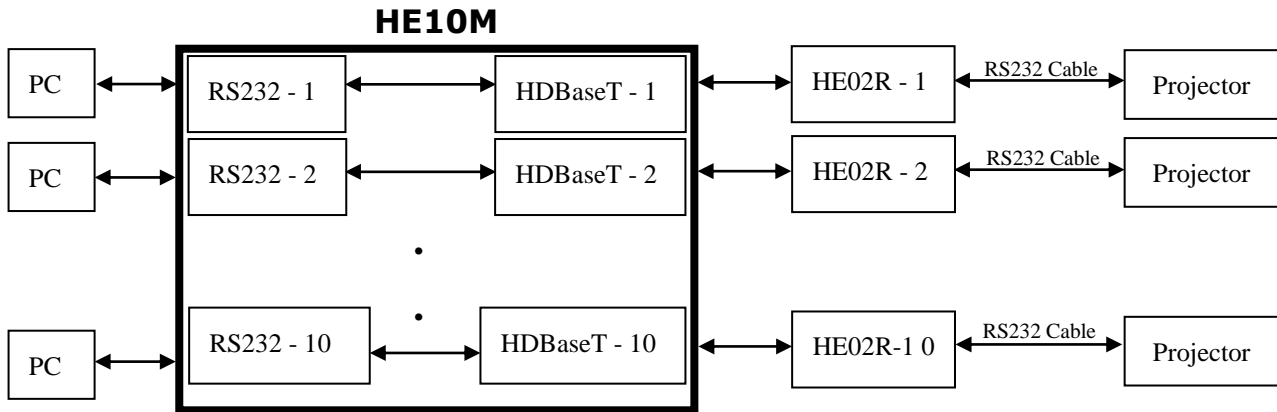 HE10M
PC
RS232 - 1
HDBaseT - 1
HE02R - 1
RS232 Cable
Projector
PC
RS232 - 2
HDBaseT - 2
HE02R - 2
RS232 Cable
Projector
PC
RS232 - 10
HDBaseT - 10
HE02R-1 0
RS232 Cable
Projector